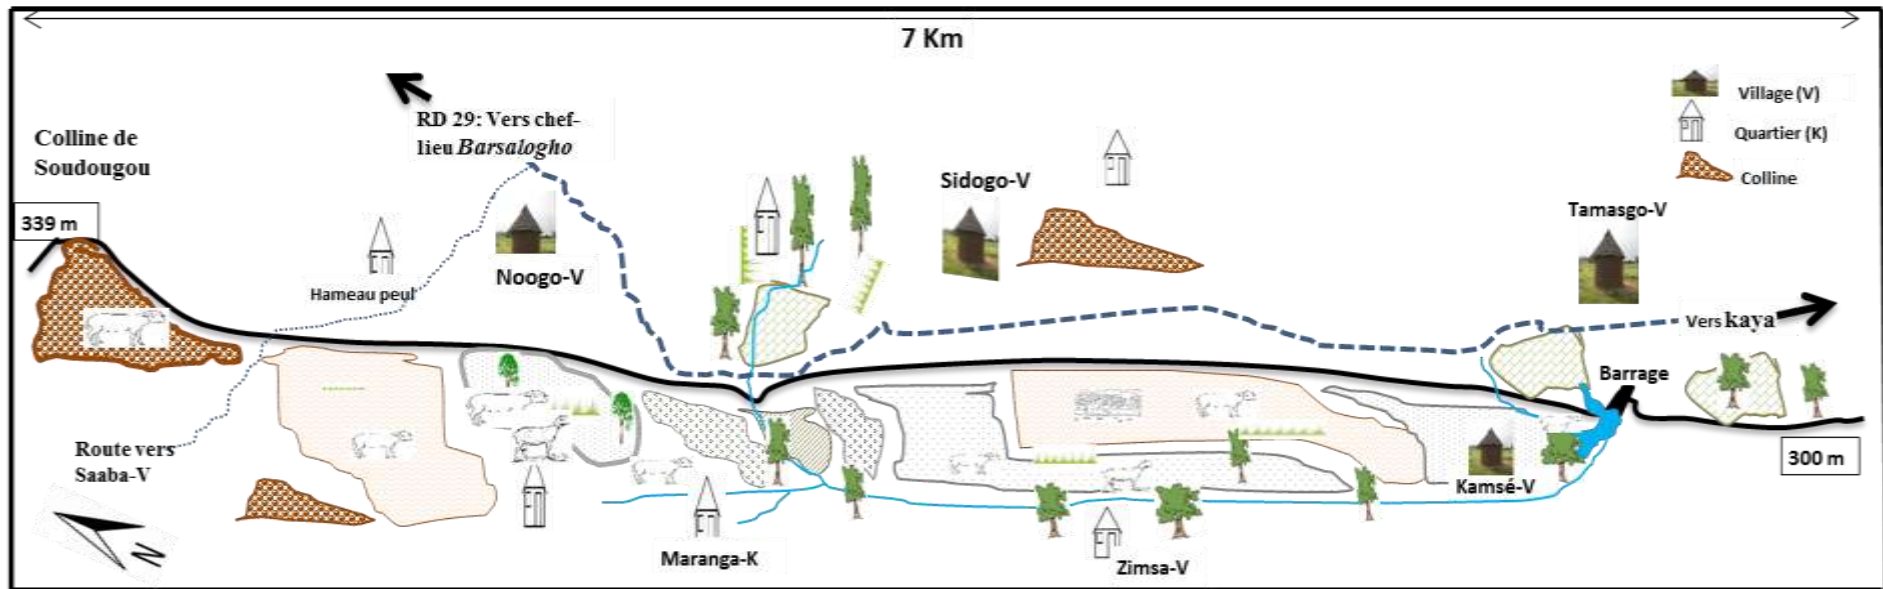 7 Km
Village (V)
Quartier (K)
Colline
RD 29: Vers chef-
lieu Barsalogho
Colline de
Soudougou
Sidogo-V
Tamasgo-V
339 m
Noogo-V
Hameau peul
Vers kaya
Barrage
Route vers
Saaba-V
300 m
Kamsé-V
N
Maranga-K
Zimsa-V